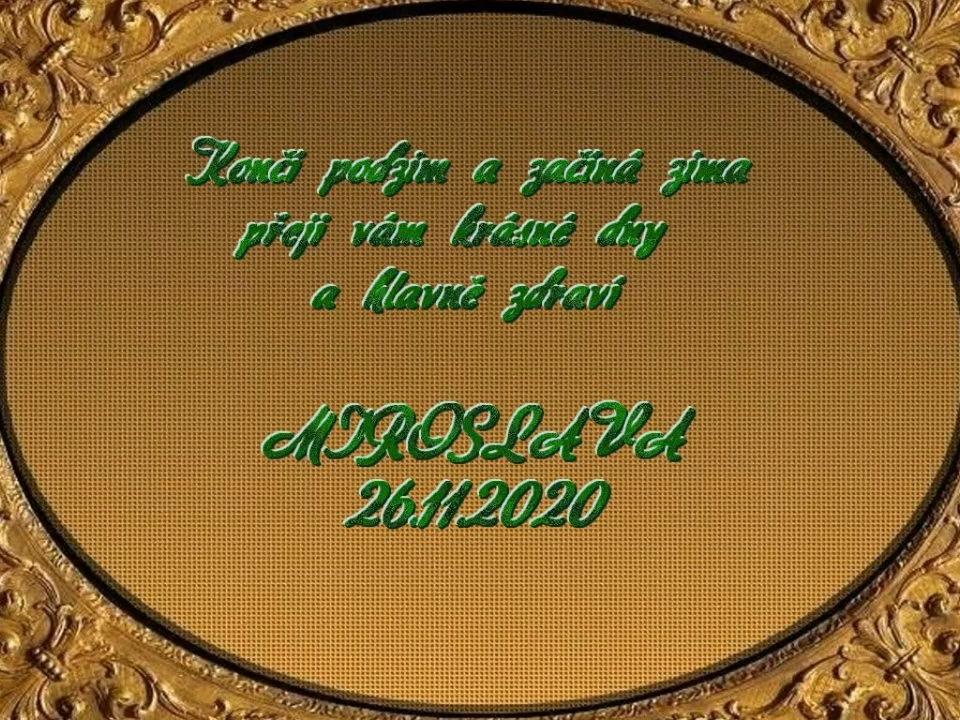 Končí podzim a začíná zima
přeji vám krásné dny
a hlavně zdraví
MIROSLAVA
26.11.2020